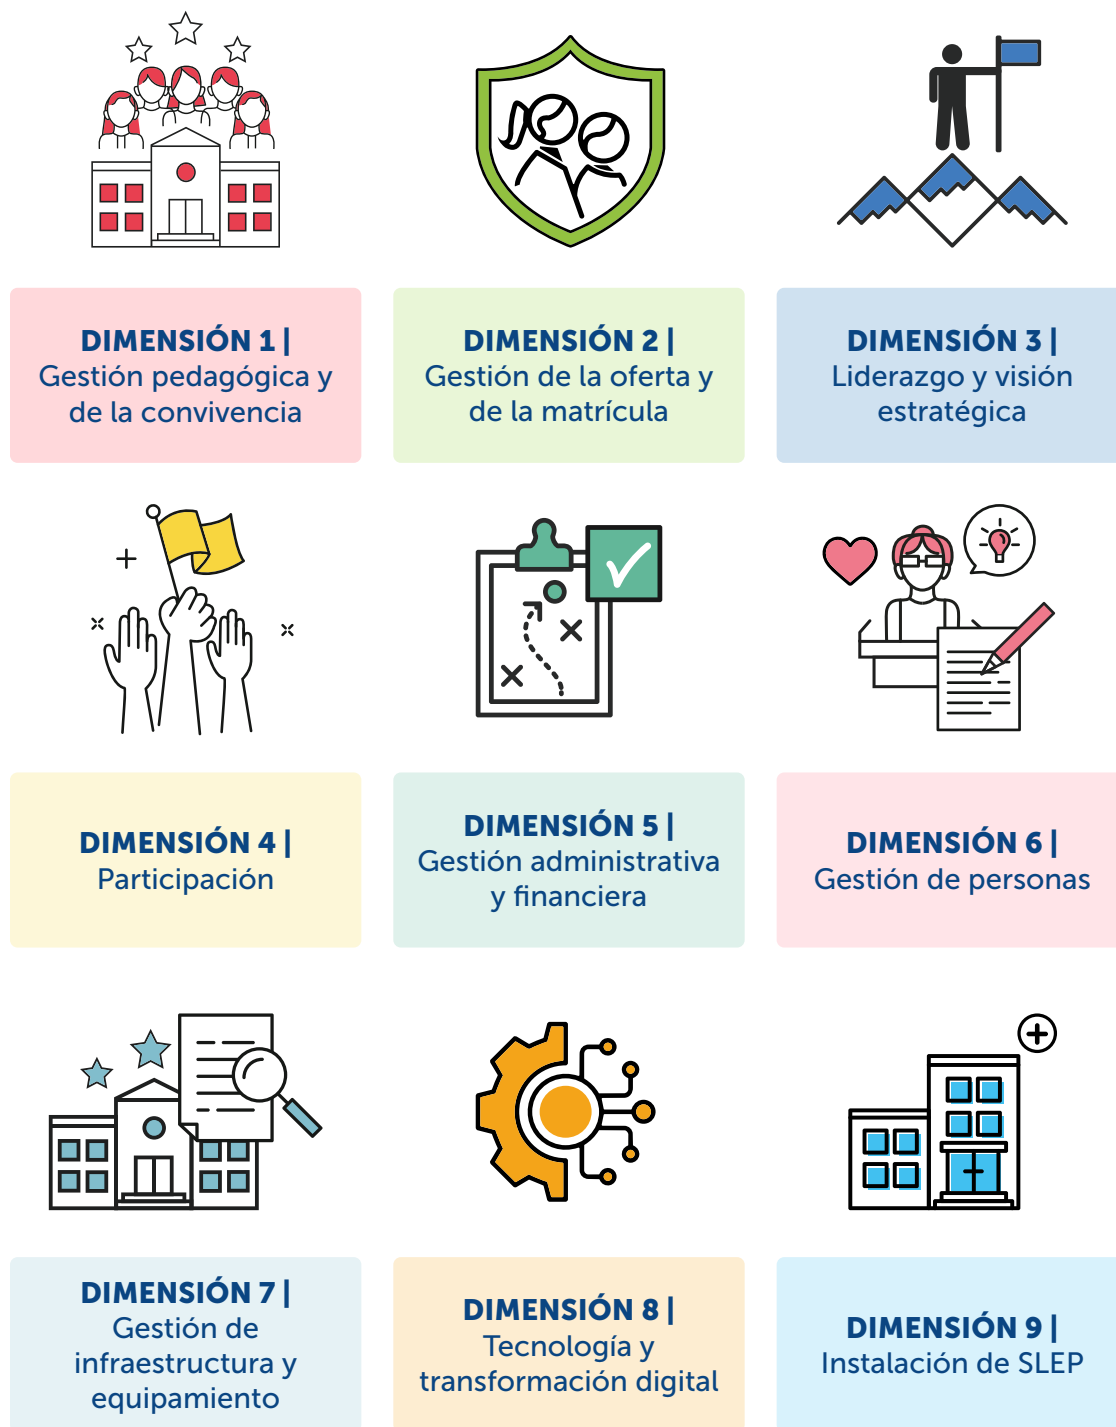 DIMENSIÓN 1 |
Gestión pedagógica y
de la convivencia
DIMENSIÓN 2 |
Gestión de la oferta y
de la matrícula
DIMENSIÓN 3 |
Liderazgo y visión
estratégica
DIMENSIÓN 4 |
Participación
DIMENSIÓN 5 |
Gestión administrativa
y financiera
DIMENSIÓN 6 |
Gestión de personas
DIMENSIÓN 7 |
Gestión de
infraestructura y
equipamiento
DIMENSIÓN 8 |
Tecnología y
transformación digital
DIMENSIÓN 9 |
Instalación de SLEP